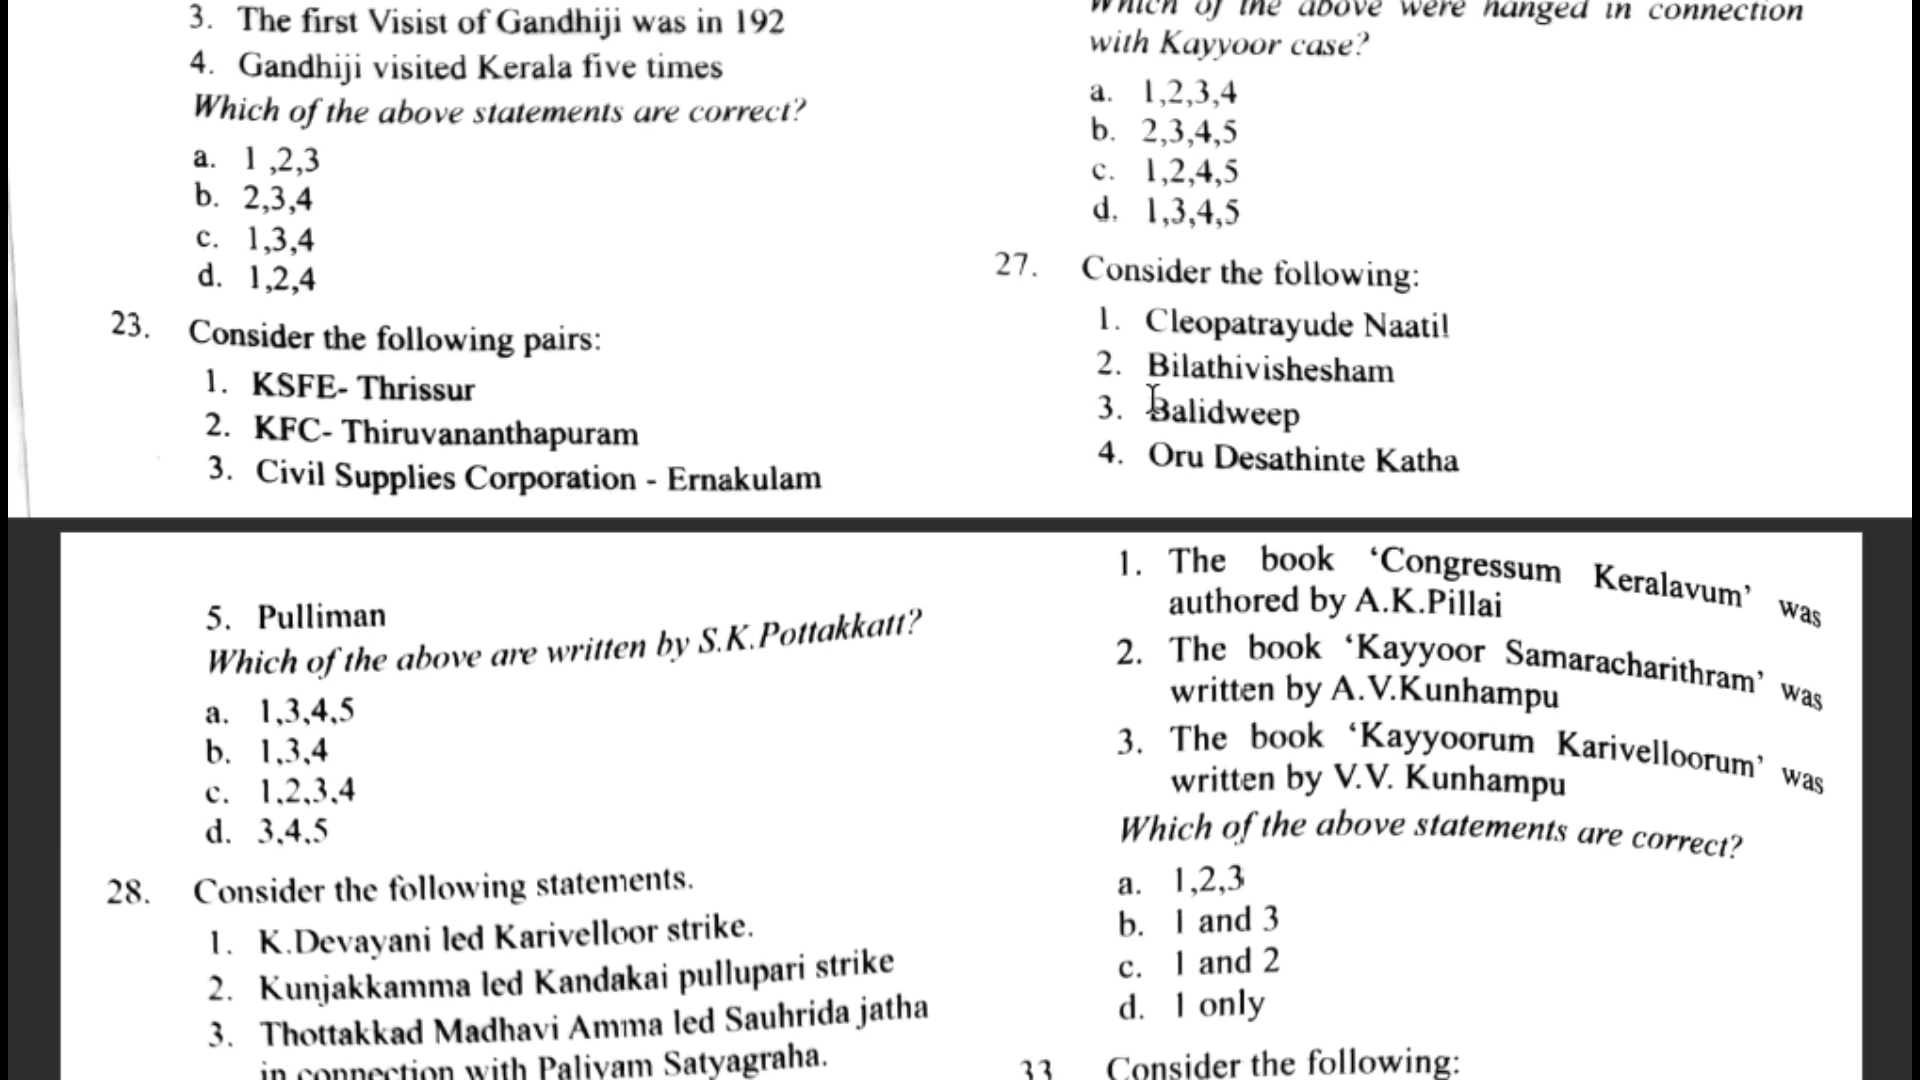 3. The first Visist of Gandhiji was in 192
4. Gandhiji visited Kerala five times
Which of the above statements are correct?
a. 1 ,2,3
b. 2,3,4
c. 1,3,4
d. 1,2,4
23. Consider the following pairs:
1. KSFE- Thrissur
2. KFC- Thiruvananthapuram
3. Civil Supplies Corporation - Ernakulam
Which of the above were hanged in connection
with Kayyoor case?
a. 1,2,3,4
b. 2,3,4,5
c. 1,2,4,5
d. 1,3,4,5
27. Consider the following:
1. Cleopatrayude Naatil
2. Bilathivishesham
3. Balidweep
4. Oru Desathinte Katha
5. Pulliman
Which of the above are written by S.K.Pottakkatt?
a. 1,3,4,5
b. 1,3,4
c. 1,2,3,4
d. 3,4,5
28. Consider the following statements.
1. K.Devayani led Karivelloor strike.
2. Kunjakkamma led Kandakai pullupari strike
3. Thottakkad Madhavi Amma led Sauhrida jatha
in connection with Paliyam Satyagraha.
1. The book ‘Congressum Keralavum’ was
authored by A.K.Pillai
2. The book ‘Kayyoor Samaracharithram’ was
written by A.V.Kunhampu
3. The book ‘Kayyoorum Karivelloorum’ was
written by V.V. Kunhampu
Which of the above statements are correct?
a. 1,2,3
b. 1 and 3
c. 1 and 2
d. 1 only
33 Consider the following: